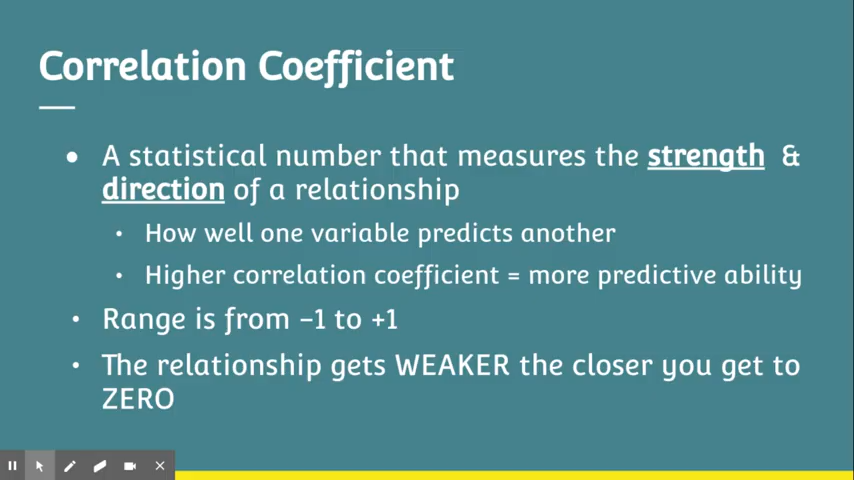 Correlation Coefficient
● A statistical number that measures the strength &
direction of a relationship
• How well one variable predicts another
• Higher correlation coefficient = more predictive ability
• Range is from –1 to +1
• The relationship gets WEAKER the closer you get to
ZERO